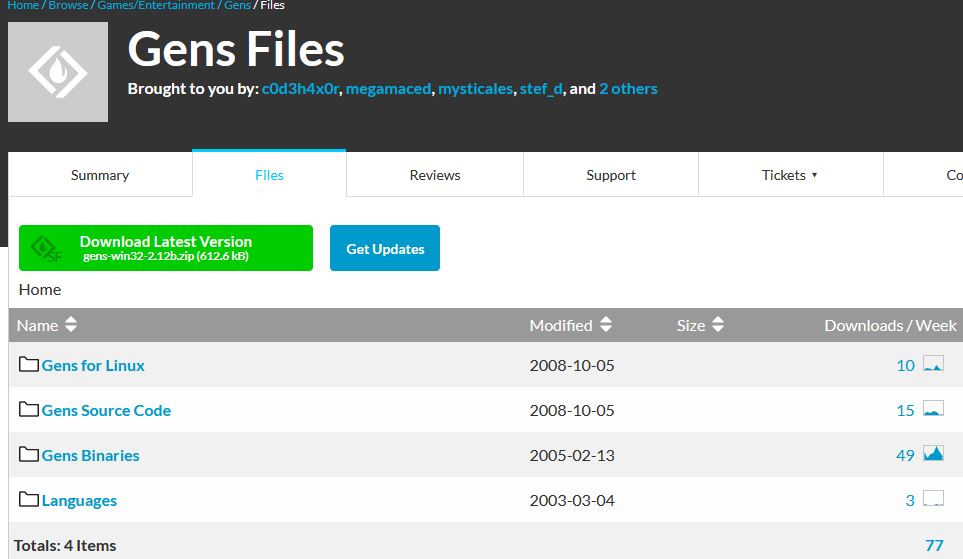 Home / Browse / Games/Entertainment / Gens / Files
Gens Files
Brought to you by: c0d3h4x0r, megamaced, mysticales, stef_d, and 2 others
Summary Files Reviews Support Tickets ▾ Co
SF Download Latest Version
gens-win32-2.12b.zip (612.6 kB)
Get Updates
Home
Name Modified Size Downloads / Week
Gens for Linux 2008-10-05 10
Gens Source Code 2008-10-05 15
Gens Binaries 2005-02-13 49
Languages 2003-03-04 3
Totals: 4 Items 77